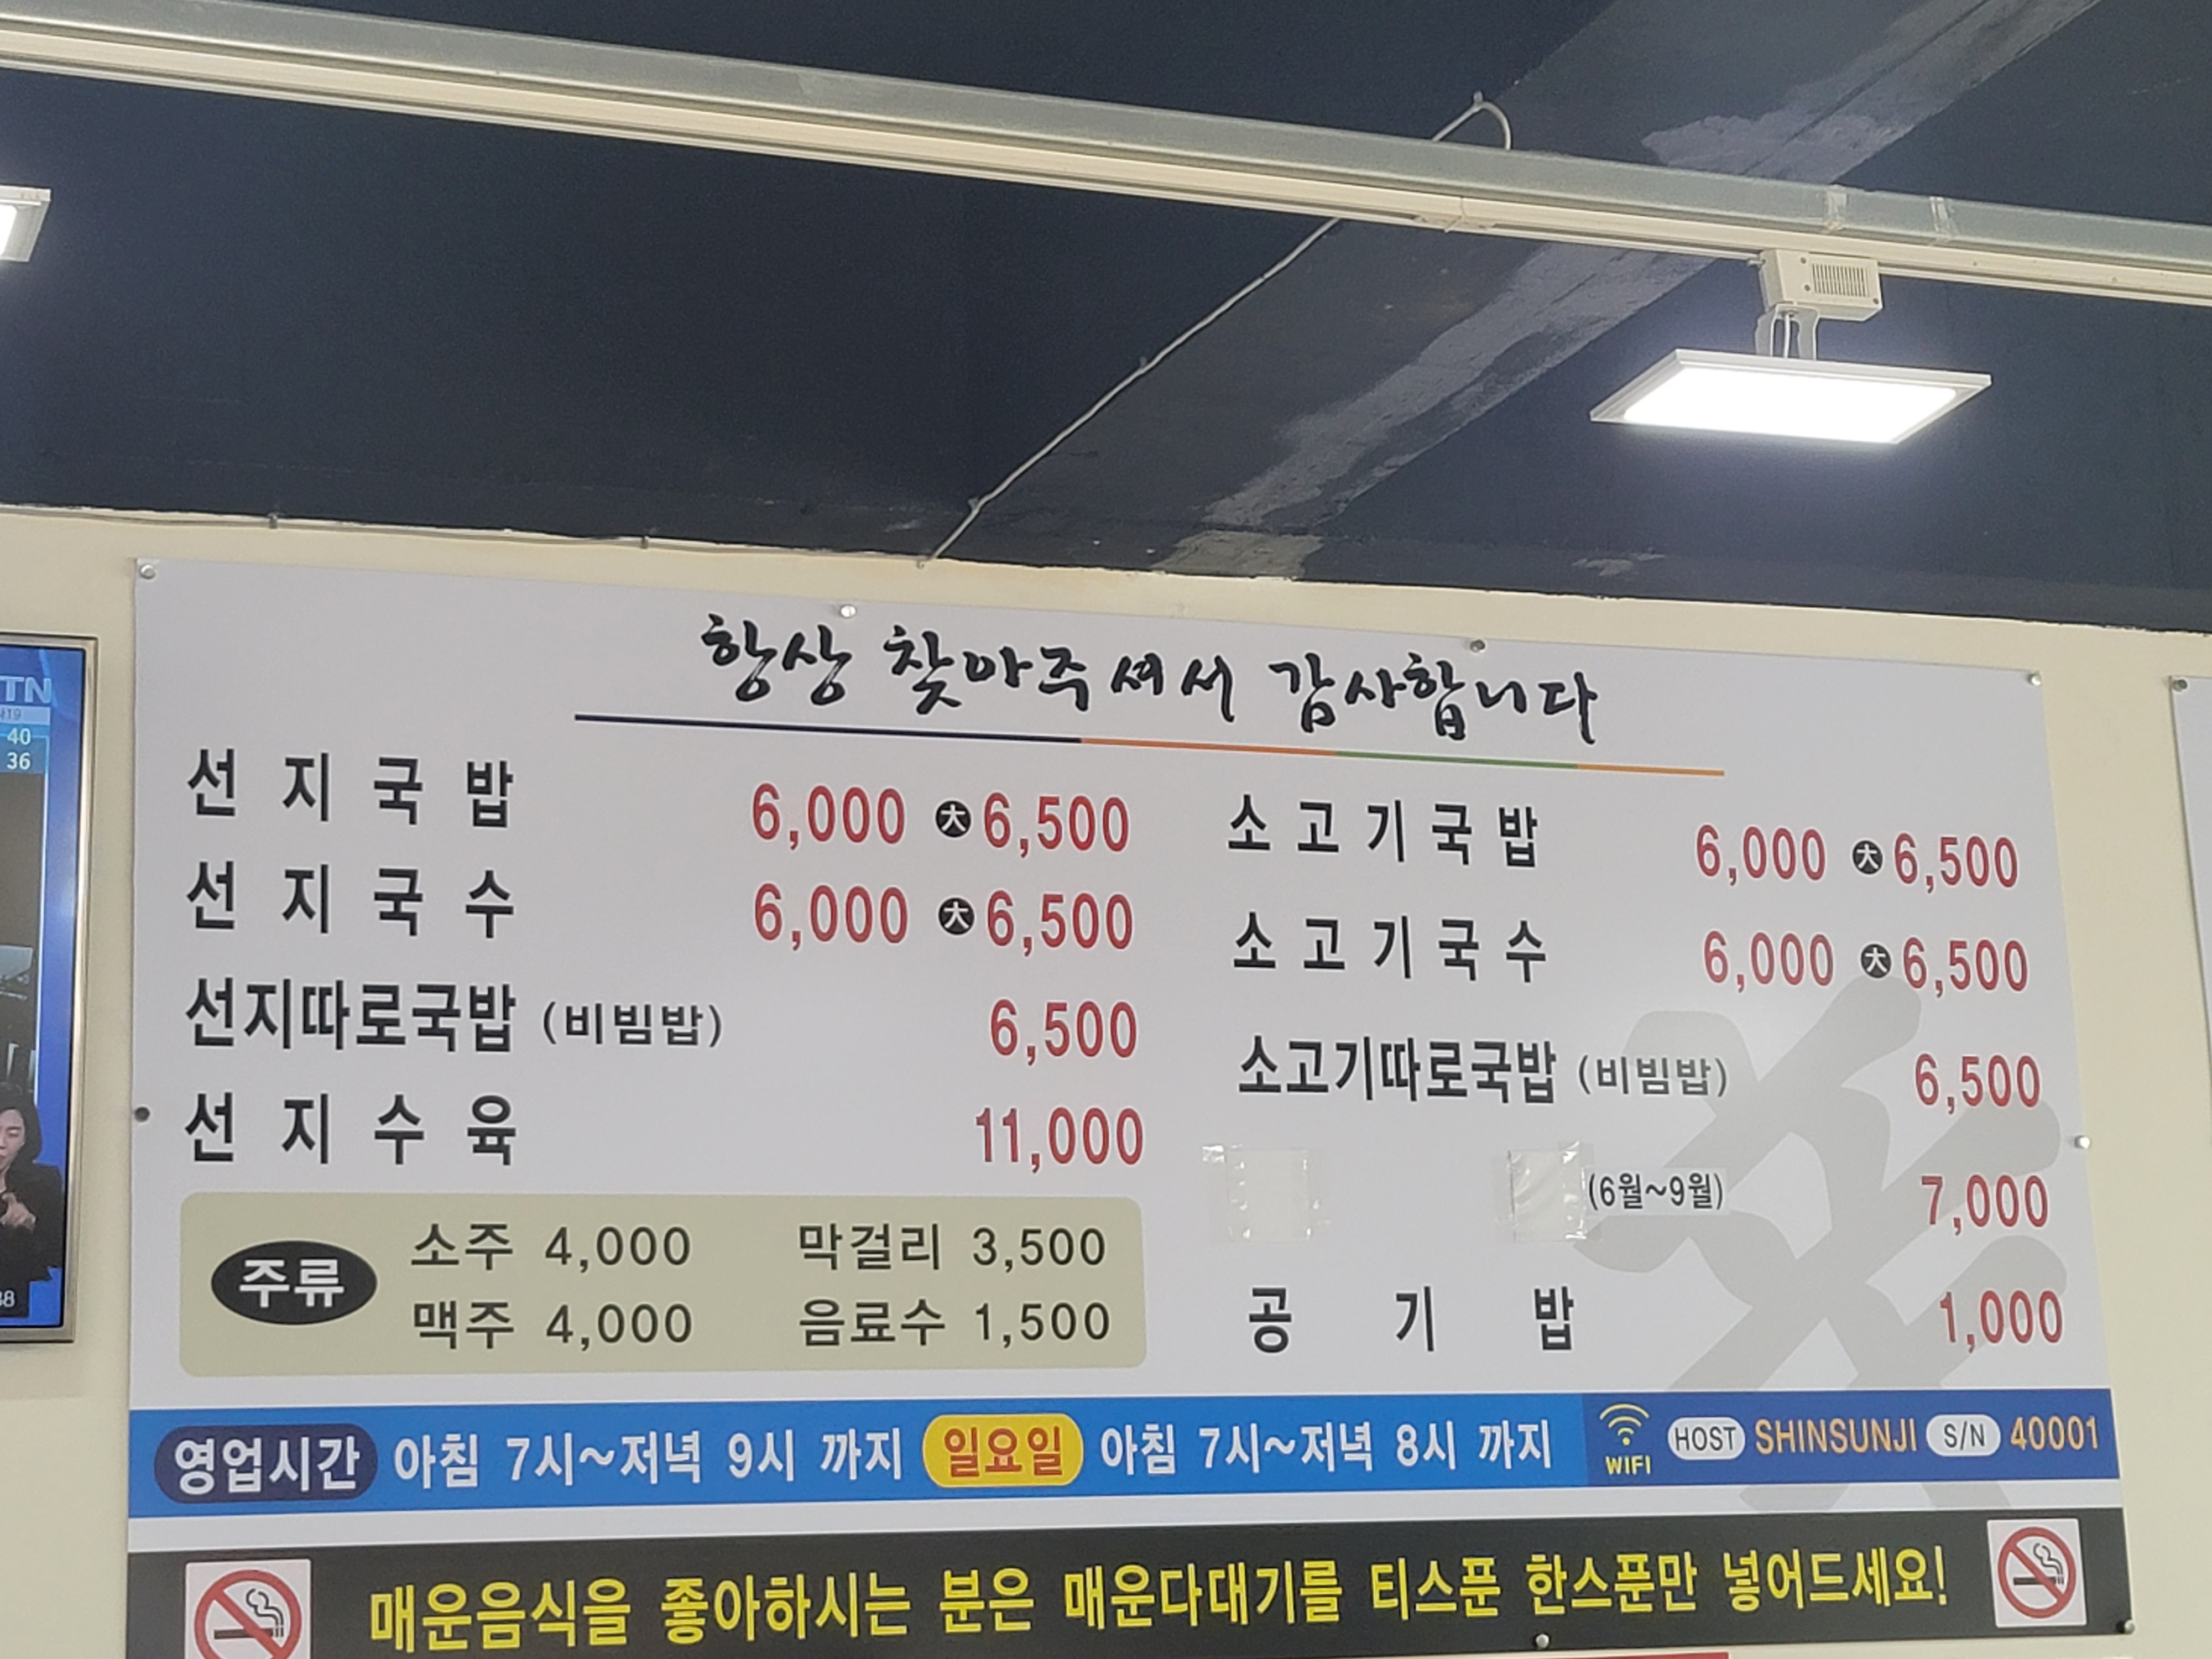 항상 찾아주셔서 감사합니다
선지국밥 6,000 大 6,500
선지국수 6,000 大 6,500
선지따로국밥 (비빔밥) 6,500
선지수육 11,000
소고기국밥 6,000 大 6,500
소고기국수 6,000 大 6,500
소고기따로국밥 (비빔밥) 6,500
(6월~9월) 7,000
공기밥 1,000
주류
소주 4,000 막걸리 3,500
맥주 4,000 음료수 1,500
영업시간 아침 7시~저녁 9시 까지 일요일 아침 7시~저녁 8시 까지 WIFI HOST SHINSUNJI S/N 40001
매운음식을 좋아하시는 분은 매운다대기를 티스푼 한스푼만 넣어드세요!
TN
19
40
36
38